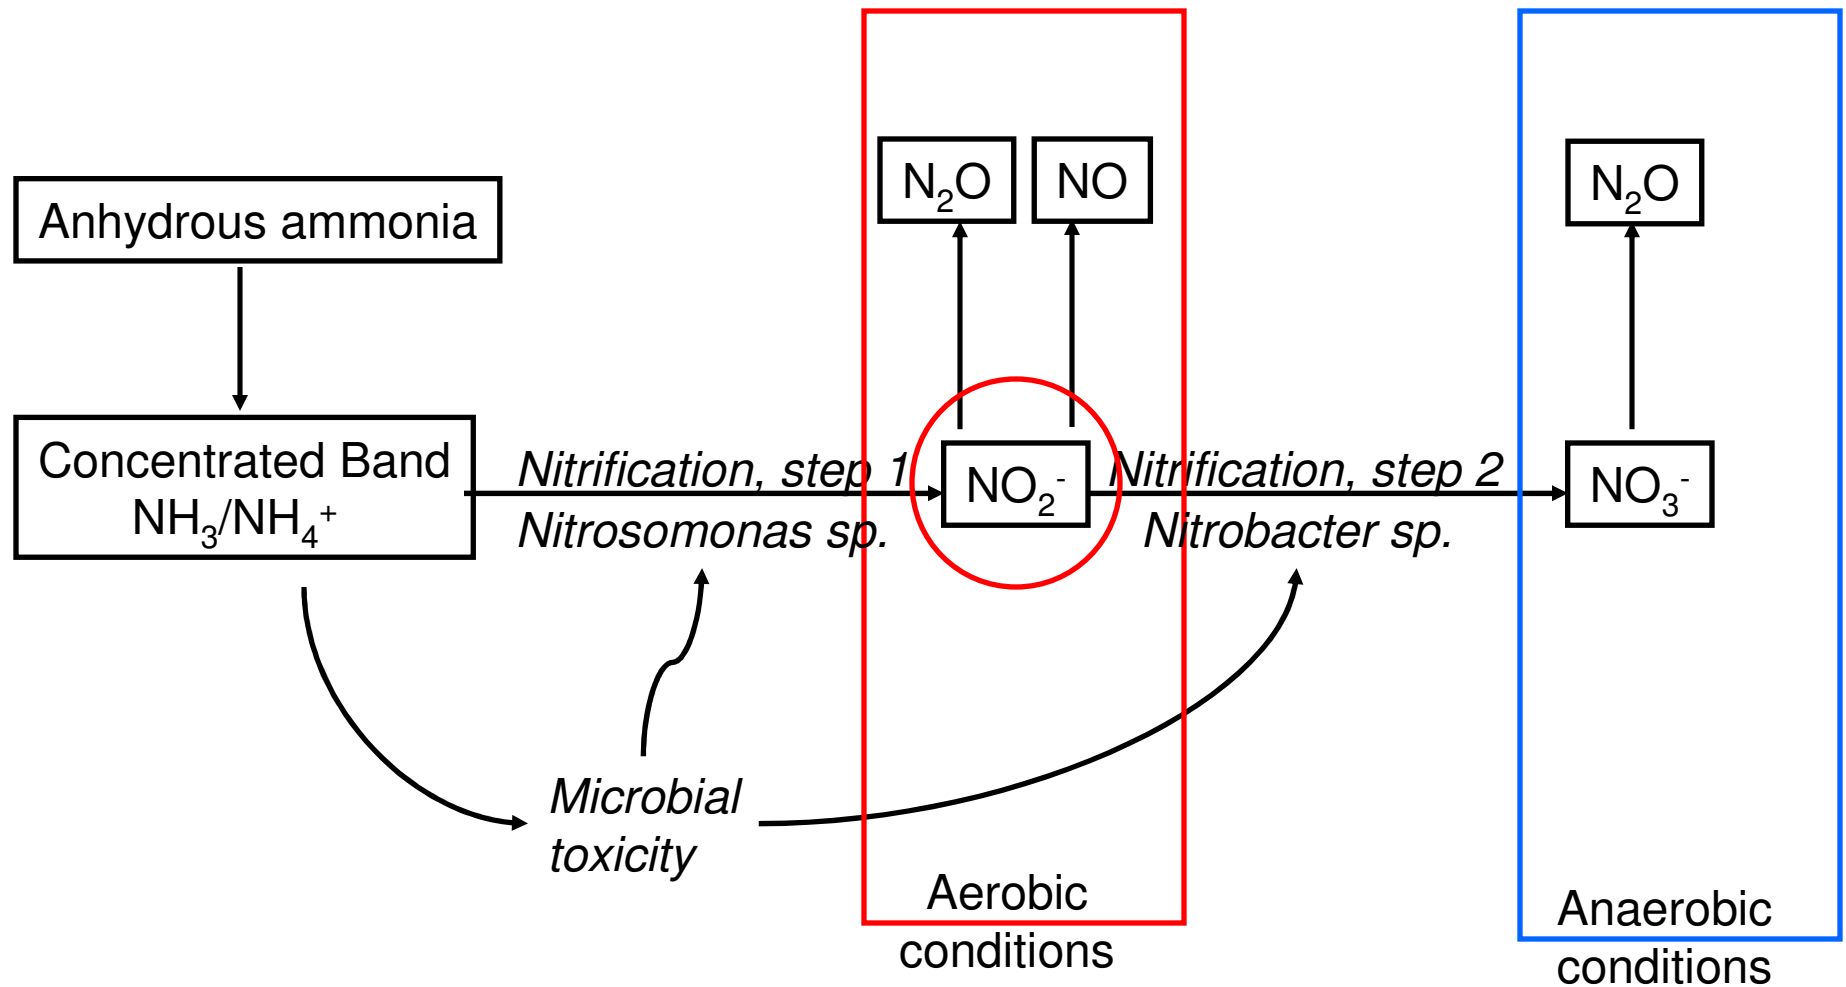 N₂O
NO
N₂O
Anhydrous ammonia
Concentrated Band
NH₃/NH₄⁺
Nitrification, step 1
Nitrosomonas sp.
NO₂⁻
Nitrification, step 2
Nitrobacter sp.
NO₃⁻
Microbial
toxicity
Aerobic
conditions
Anaerobic
conditions